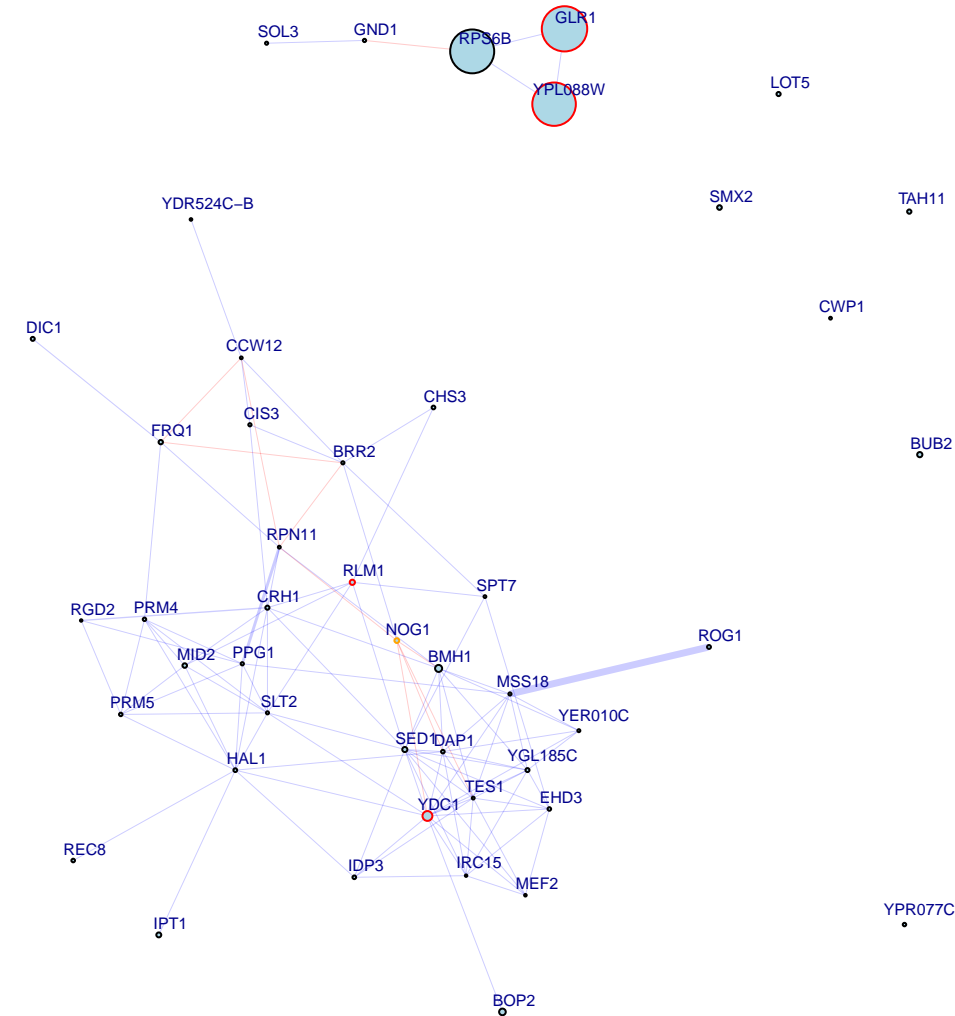 GLR1
SOL3
GND1
RPS6B
LOT5
YPL088W
SMX2
TAH11
YDR524C−B
CWP1
DIC1
CCW12
CHS3
CIS3
FRQ1
BRR2
BUB2
RPN11
RLM1
SPT7
CRH1
RGD2
PRM4
NOG1
ROG1
MID2
PPG1
BMH1
MSS18
PRM5
SLT2
YER010C
SED1
DAP1
HAL1
YGL185C
TES1
EHD3
YDC1
REC8
IDP3
IRC15
MEF2
YPR077C
IPT1
BOP2